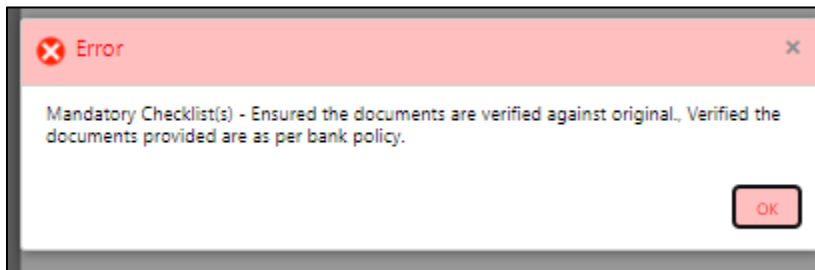 Error
Mandatory Checklist(s) - Ensured the documents are verified against original., Verified the
documents provided are as per bank policy.
OK